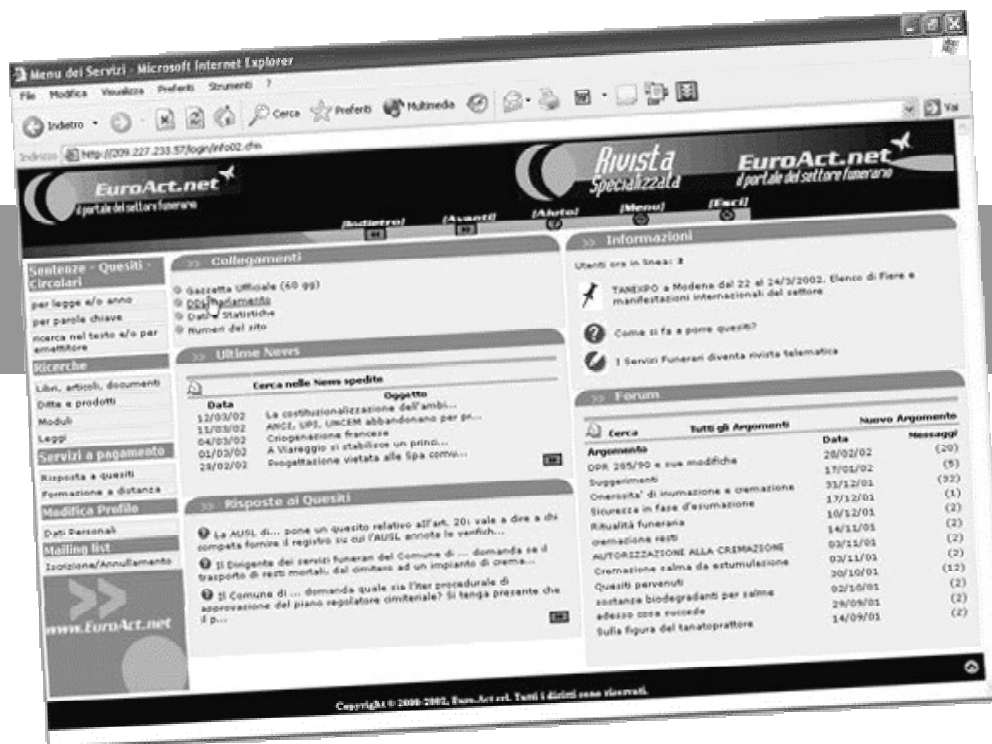 Menu dei Servizi - Microsoft Internet Explorer
File Modifica Visualizza Preferiti Strumenti ?
Indietro Cerca Preferiti Multimedia
Indirizzo http://209.227.233.57/login/info02.cfm Vai
EuroAct.net
il portale del settore funerario
Rivista
Specializzata
EuroAct.net
il portale del settore funerario
[Indietro] [Avanti] [Aiuto] [Menu] [Esci]
Sentenze - Quesiti -
Circolari
per legge e/o anno
per parole chiave
ricerca nel testo e/o per
emettitore
Ricerche
Libri, articoli, documenti
Ditte e prodotti
Moduli
Leggi
Servizi a pagamento
Risposta a quesiti
Formazione a distanza
Modifica Profilo
Dati Personali
Mailing list
Iscrizione/Annullamento
www.EuroAct.net
>> Collegamenti
Gazzetta Ufficiale (60 gg)
Parlamento
Dati Statistiche
Numeri del sito
>> Ultime News
Cerca nelle News spedite
Data Oggetto
12/03/02 La costituzionalizzazione dell'ambi...
11/03/02 ANCI, UPI, UNCEM abbandonano per pr...
04/03/02 Criogenazione francese
01/03/02 A Viareggio si stabilisce un princi...
28/02/02 Progettazione vietata alle Spa comu...
>> Risposte ai Quesiti
La AUSL di... pone un quesito relativo all'art. 20: vale a dire a chi
competa fornire il registro su cui l'AUSL annota le verifich...
Il Dirigente dei servizi funerari del Comune di ... domanda se il
trasporto di resti mortali, dal cimitero ad un impianto di crema...
Il Comune di ... domanda quale sia l'iter procedurale di
approvazione del piano regolatore cimiteriale? Si tenga presente che
il p...
>> Informazioni
Utenti ora in linea: 2
TANEXPO a Modena dal 22 al 24/3/2002. Elenco di Fiere e
manifestazioni internazionali del settore
Come si fa a porre quesiti?
I Servizi Funerari diventa rivista telematica
>> Forum
Cerca Tutti gli Argomenti Nuovo Argomento
Argomento Data Messaggi
DPR 285/90 e sue modifiche 28/02/02 (20)
Suggerimenti 17/01/02 (5)
Onerosita' di inumazione e cremazione 31/12/01 (32)
Sicurezza in fase d'esumazione 17/12/01 (1)
Ritualità funeraria 10/12/01 (2)
cremazione resti 14/11/01 (2)
AUTORIZZAZIONE ALLA CREMAZIONE 03/11/01 (2)
Cremazione salma da estumulazione 03/11/01 (2)
Quesiti pervenuti 30/10/01 (12)
sostanze biodegradanti per salme 02/10/01 (2)
adesso cosa succede 29/09/01 (2)
Sulla figura del tanatoprattore 14/09/01 (2)
Copyright © 2000-2002, Euro.Act srl. Tutti i diritti sono riservati.